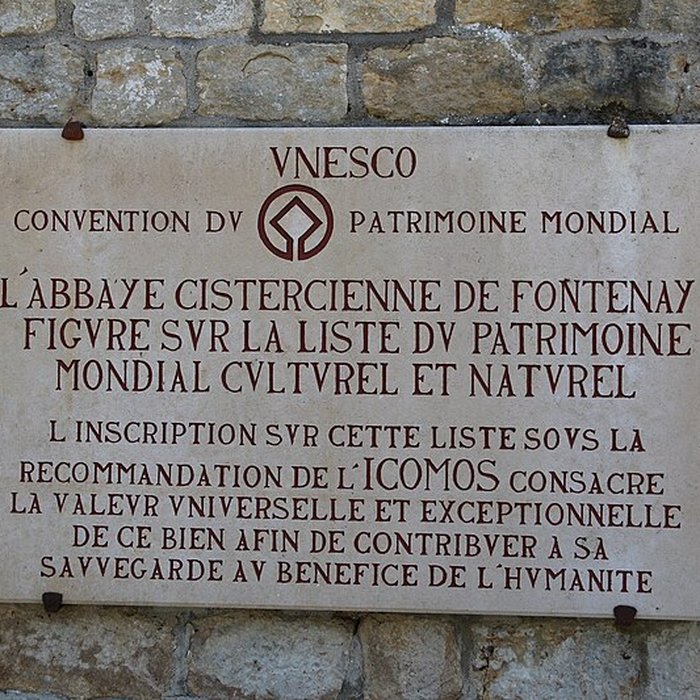 VNESCO
CONVENTION DV PATRIMOINE MONDIAL
L'ABBAYE CISTERCIENNE DE FONTENAY
FIGVRE SVR LA LISTE DV PATRIMOINE
MONDIAL CVLTVREL ET NATVREL
L'INSCRIPTION SVR CETTE LISTE SOVS LA
RECOMMANDATION DE L'ICOMOS CONSACRE
LA VALEVR VNIVERSELLE ET EXCEPTIONNELLE
DE CE BIEN AFIN DE CONTRIBVER A SA
SAVVEGARDE AV BENEFICE DE L'HVMANITE